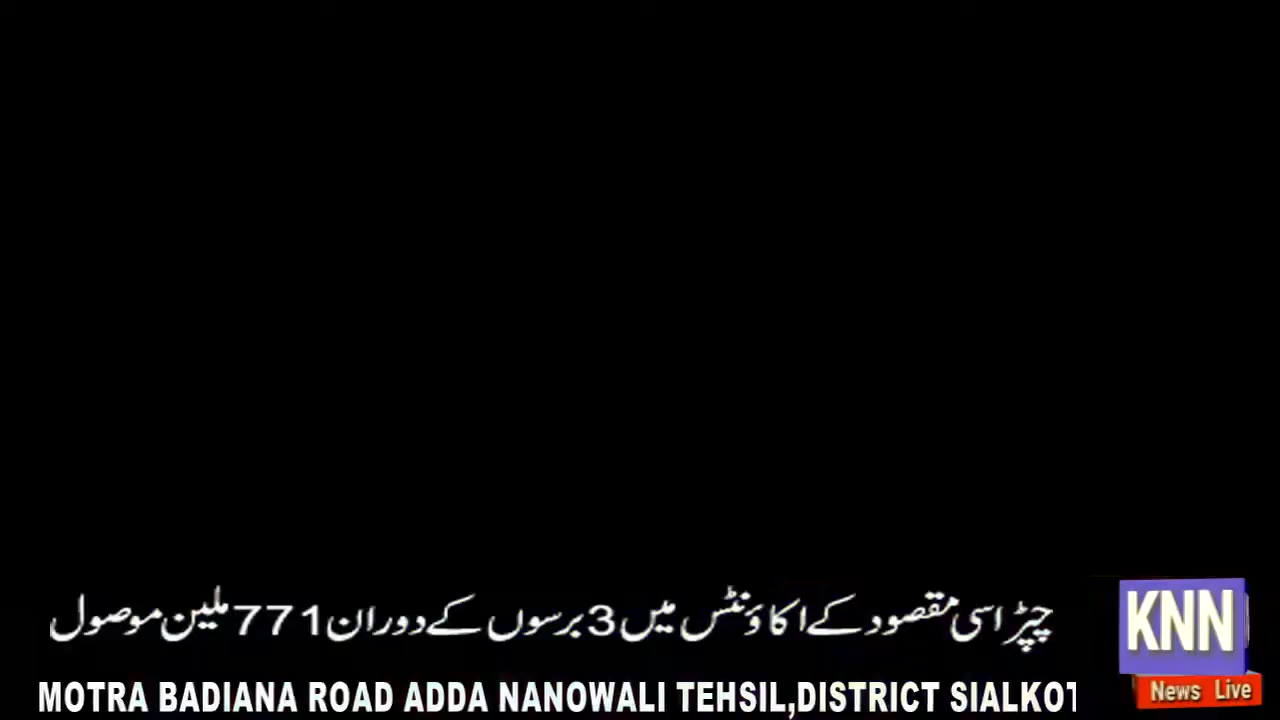 چپڑاسی مقصود کے اکاؤنٹس میں 3 برسوں کے دوران 771 ملین موصول
MOTRA BADIANA ROAD ADDA NANOWALI TEHSIL,DISTRICT SIALKOT
KNN
News Live